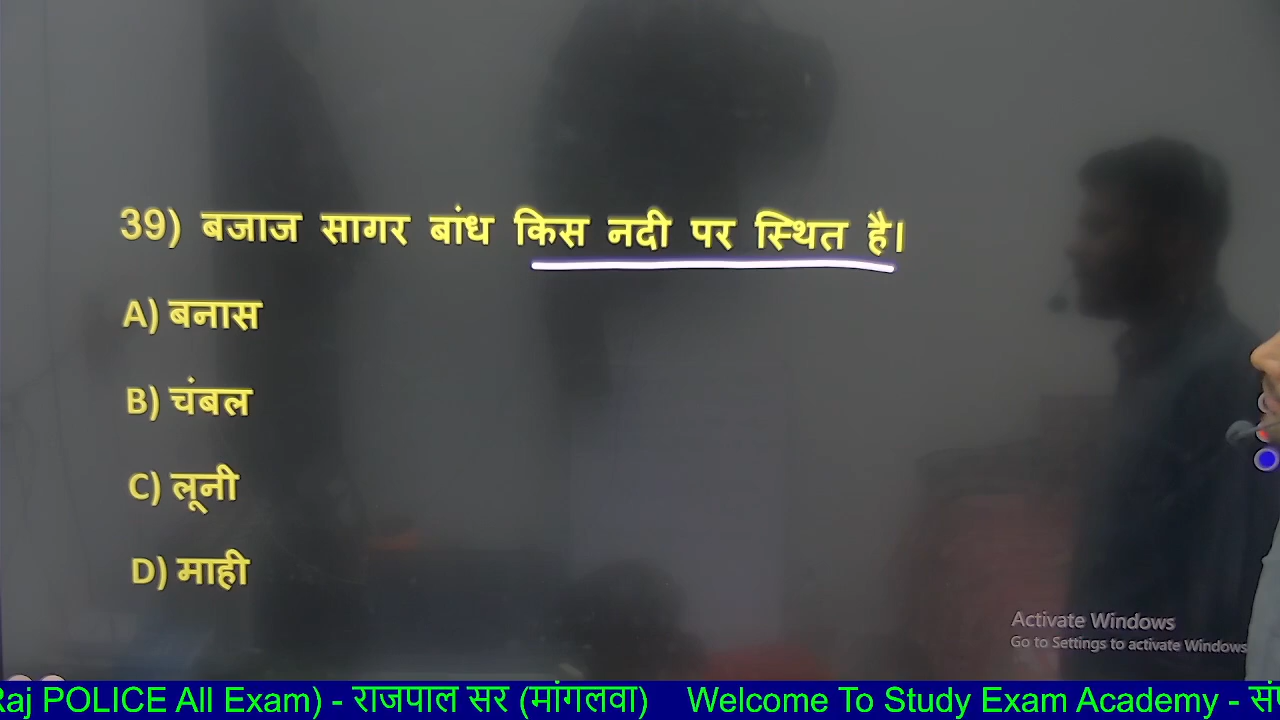 39) बजाज सागर बांध किस नदी पर स्थित है।
A) बनास
B) चंबल
C) लूनी
D) माही
Activate Windows
Go to Settings to activate Windows
Raj POLICE All Exam) - राजपाल सर (मांगलवा) Welcome To Study Exam Academy -